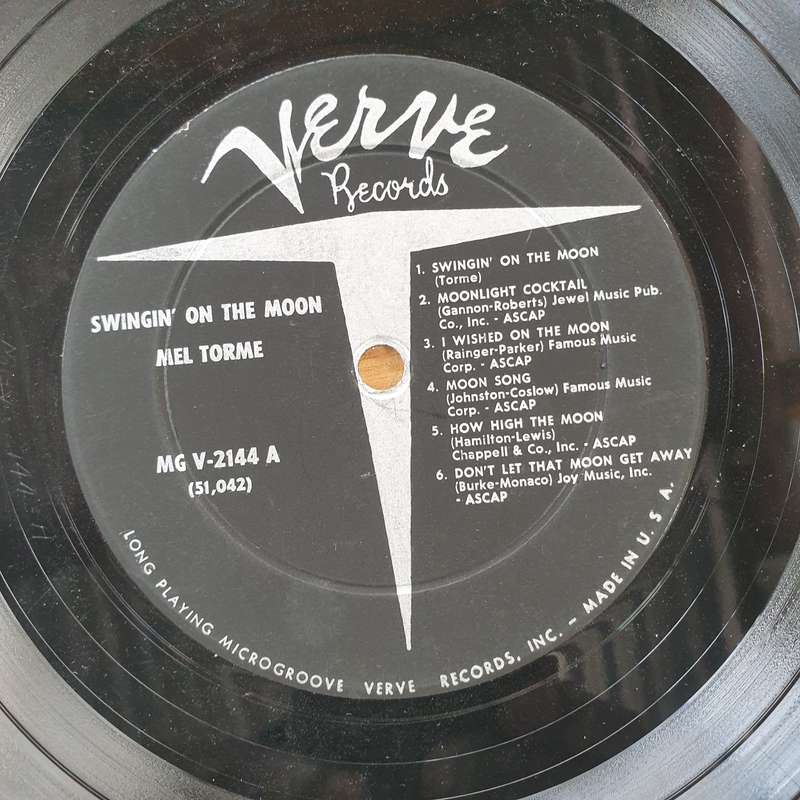 Verve
Records
SWINGIN' ON THE MOON
MEL TORME
MG V-2144 A
(51,042)
1. SWINGIN' ON THE MOON
(Torme)
2. MOONLIGHT COCKTAIL
(Gannon-Roberts) Jewel Music Pub.
Co., Inc. - ASCAP
3. I WISHED ON THE MOON
(Rainger-Parker) Famous Music
Corp. - ASCAP
4. MOON SONG
(Johnston-Coslow) Famous Music
Corp. - ASCAP
5. HOW HIGH THE MOON
(Hamilton-Lewis)
Chappell & Co., Inc. - ASCAP
6. DON'T LET THAT MOON GET AWAY
(Burke-Monaco) Joy Music, Inc.
- ASCAP
LONG PLAYING MICROGROOVE VERVE RECORDS, INC. - MADE IN U. S. A.